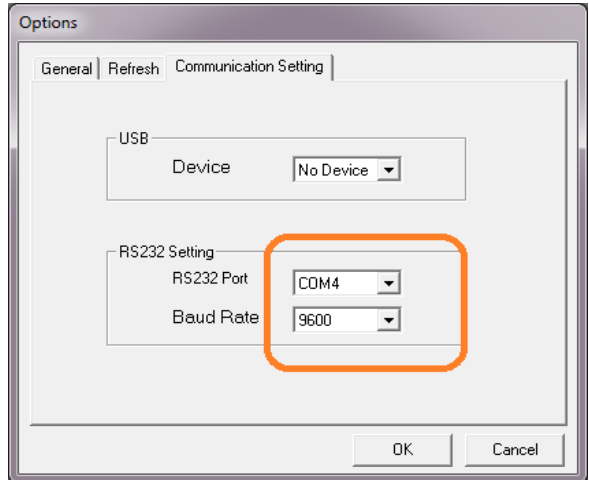 Options
General Refresh Communication Setting
USB
Device No Device
RS232 Setting
RS232 Port COM4
Baud Rate 9600
OK Cancel